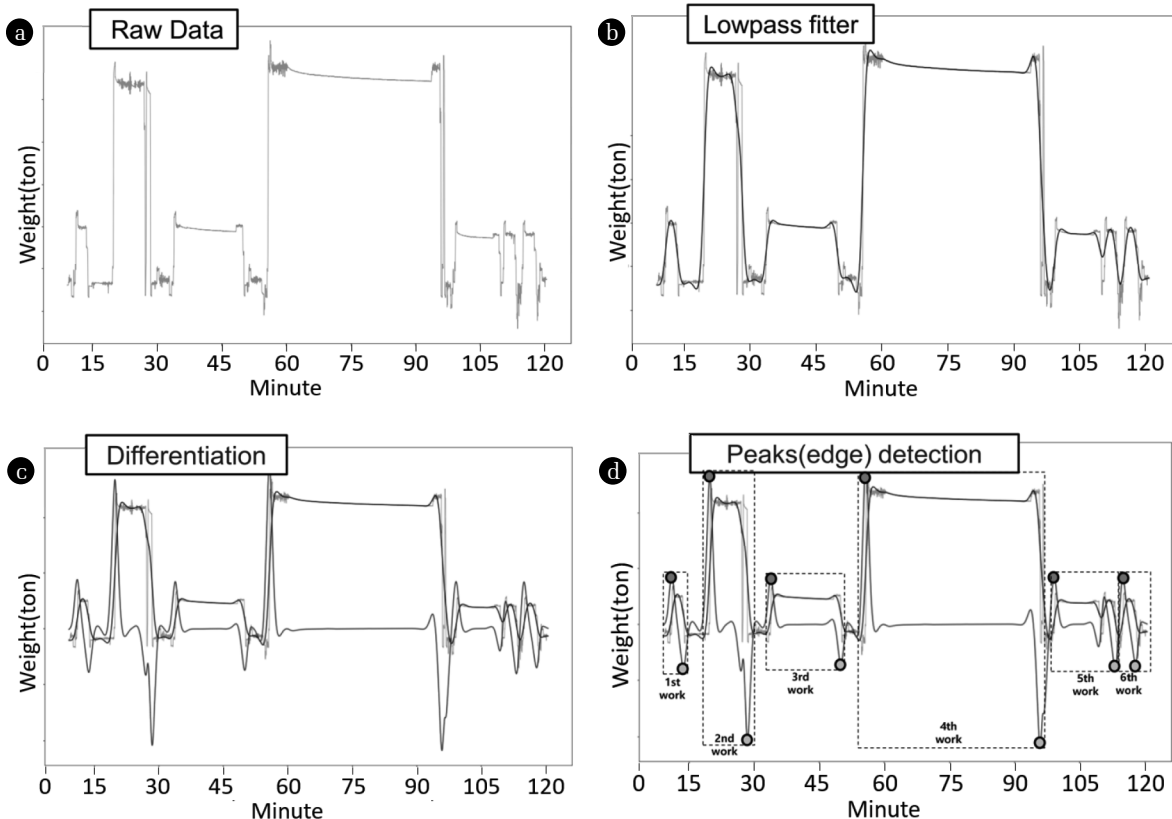 a
Raw Data
Weight(ton)
0 15 30 45 60 75 90 105 120
Minute
b
Lowpass fitter
Weight(ton)
0 15 30 45 60 75 90 105 120
Minute
c
Differentiation
Weight(ton)
0 15 30 45 60 75 90 105 120
Minute
d
Peaks(edge) detection
Weight(ton)
1st
work
2nd
work
3rd
work
4th
work
5th
work
6th
work
0 15 30 45 60 75 90 105 120
Minute